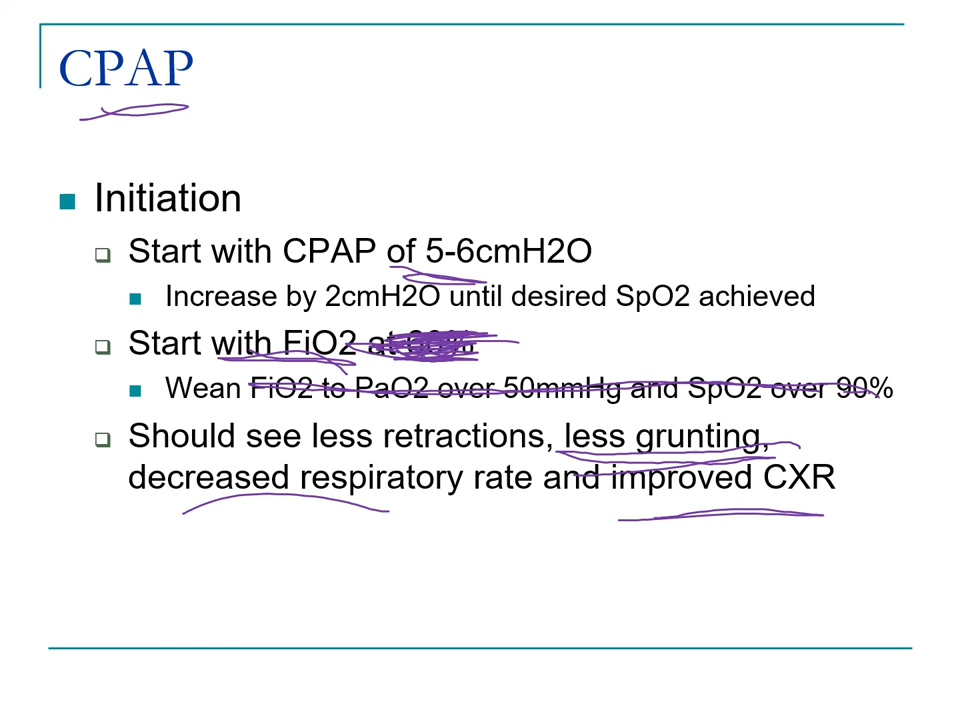 CPAP
Initiation
Start with CPAP of 5-6cmH2O
Increase by 2cmH2O until desired SpO2 achieved
Start with FiO2 at
Wean FiO2 to PaO2 over 50mmHg and SpO2 over 90%
Should see less retractions, less grunting,
decreased respiratory rate and improved CXR